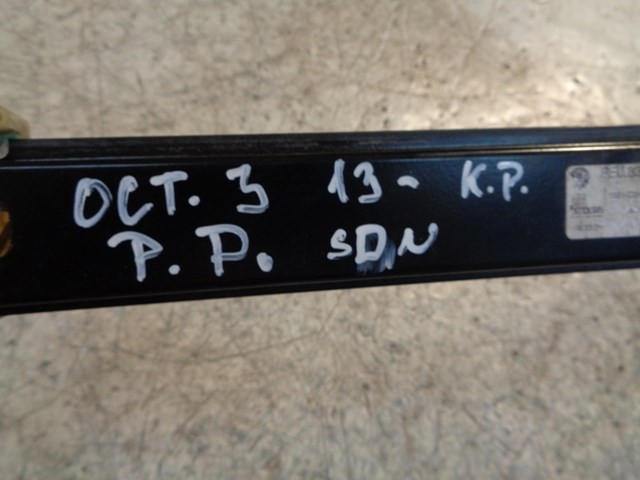 OCT. 3 13- K.P.
P.P. SDN